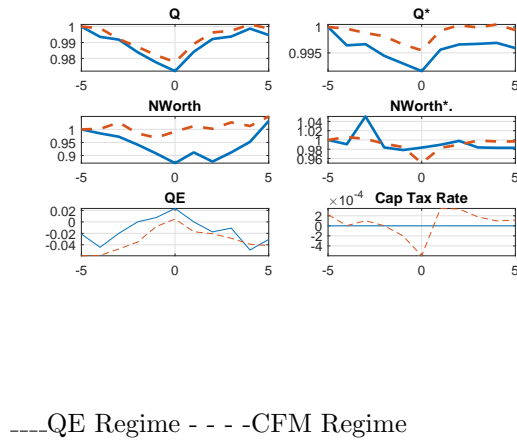 Q Q*
1 1
0.99
0.98 0.995
-5 0 5 -5 0 5
NWorth NWorth*.
1 1.04
1.02
0.95 1
0.98
0.9 0.96
-5 0 5 -5 0 5
QE Cap Tax Rate
×10⁻⁴
0.02 2
0 0
-0.02 -2
-0.04 -4
-5 0 5 -5 0 5
----QE Regime - - - -CFM Regime